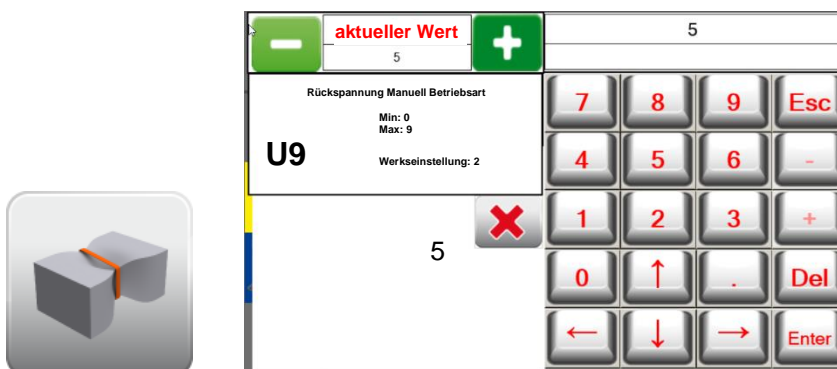 aktueller Wert
5
5
Rückspannung Manuell Betriebsart
Min: 0
Max: 9
U9
Werkseinstellung: 2
5
7 8 9 Esc
4 5 6 -
1 2 3 +
0 ↑ . Del
← ↓ → Enter